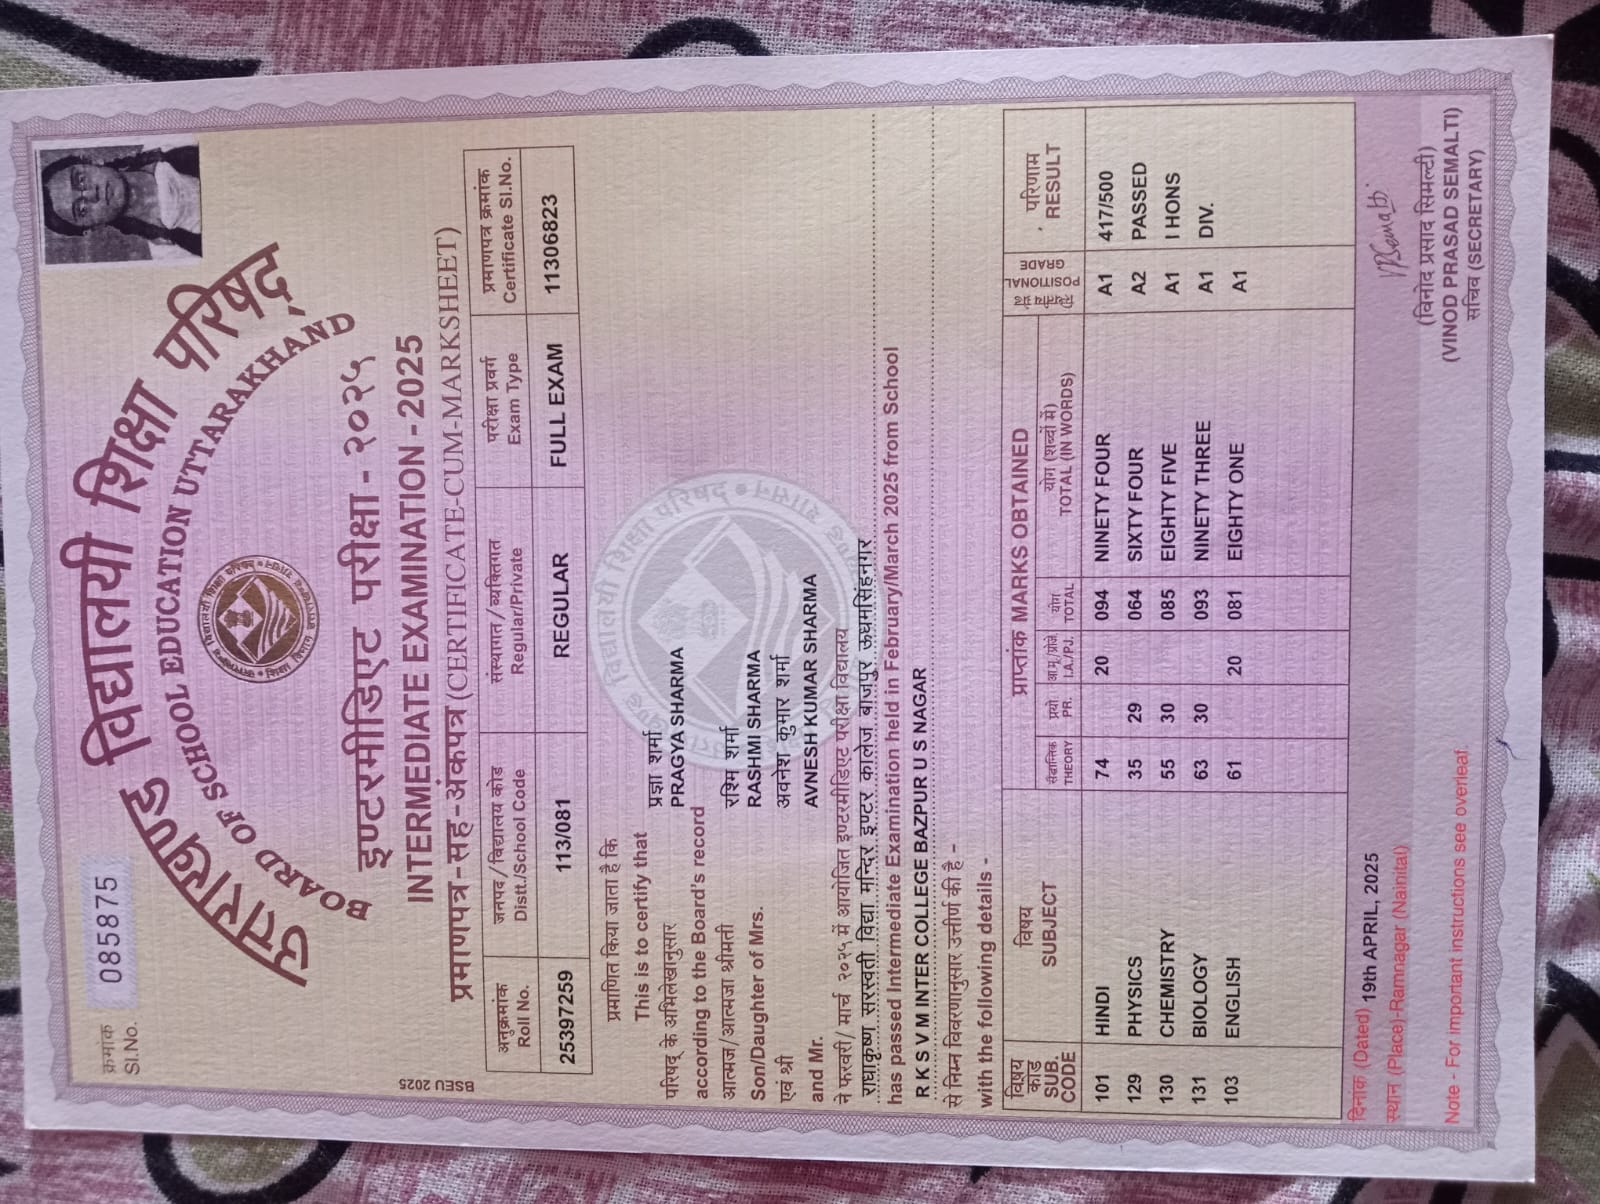 क्रमांक
Sl.No. 085875
उत्तराखण्ड विद्यालयी शिक्षा परिषद्
BOARD OF SCHOOL EDUCATION UTTARAKHAND
इण्टरमीडिएट परीक्षा - २०२५
INTERMEDIATE EXAMINATION - 2025
प्रमाणपत्र-सह-अंकपत्र (CERTIFICATE-CUM-MARKSHEET)
BSEU 2025
अनुक्रमांक जनपद/विद्यालय कोड संस्थागत/व्यक्तिगत परीक्षा प्रवर्ग प्रमाणपत्र क्रमांक
Roll No. Distt./School Code Regular/Private Exam Type Certificate Sl.No.
25397259 113/081 REGULAR FULL EXAM 11306823
प्रमाणित किया जाता है कि
This is to certify that
प्रज्ञा शर्मा
परिषद् के अभिलेखानुसार PRAGYA SHARMA
according to the Board's record
आत्मज/आत्मजा श्रीमती रश्मि शर्मा
Son/Daughter of Mrs. RASHMI SHARMA
एवं श्री अवनेश कुमार शर्मा
and Mr. AVNESH KUMAR SHARMA
ने फरवरी/मार्च २०२५ में आयोजित इण्टरमीडिएट परीक्षा विद्यालय
राधाकृष्ण सरस्वती विद्या मन्दिर इण्टर कालेज बाजपुर ऊधमसिंहनगर
has passed Intermediate Examination held in February/March 2025 from School
R K S V M INTER COLLEGE BAZPUR U S NAGAR
से निम्न विवरणानुसार उत्तीर्ण की है -
with the following details -
विषय कोड विषय प्राप्तांक MARKS OBTAINED स्थितीय ग्रेड परिणाम
SUB. CODE SUBJECT POSITIONAL GRADE RESULT
सैद्धान्तिक प्रयो. योग योग (शब्दों में)
THEORY PR. I.A./PJ. TOTAL TOTAL (IN WORDS)
101 HINDI 74 20 094 NINETY FOUR A1 417/500
129 PHYSICS 35 29 064 SIXTY FOUR A2 PASSED
130 CHEMISTRY 55 30 085 EIGHTY FIVE A1 I HONS
131 BIOLOGY 63 30 093 NINETY THREE A1 DIV.
103 ENGLISH 61 20 081 EIGHTY ONE A1
दिनांक (Dated) 19th APRIL, 2025
स्थान (Place)-Ramnagar (Nainital)
(विनोद प्रसाद सिमल्टी)
(VINOD PRASAD SEMALTI)
सचिव (SECRETARY)
Note - For important instructions see overleaf